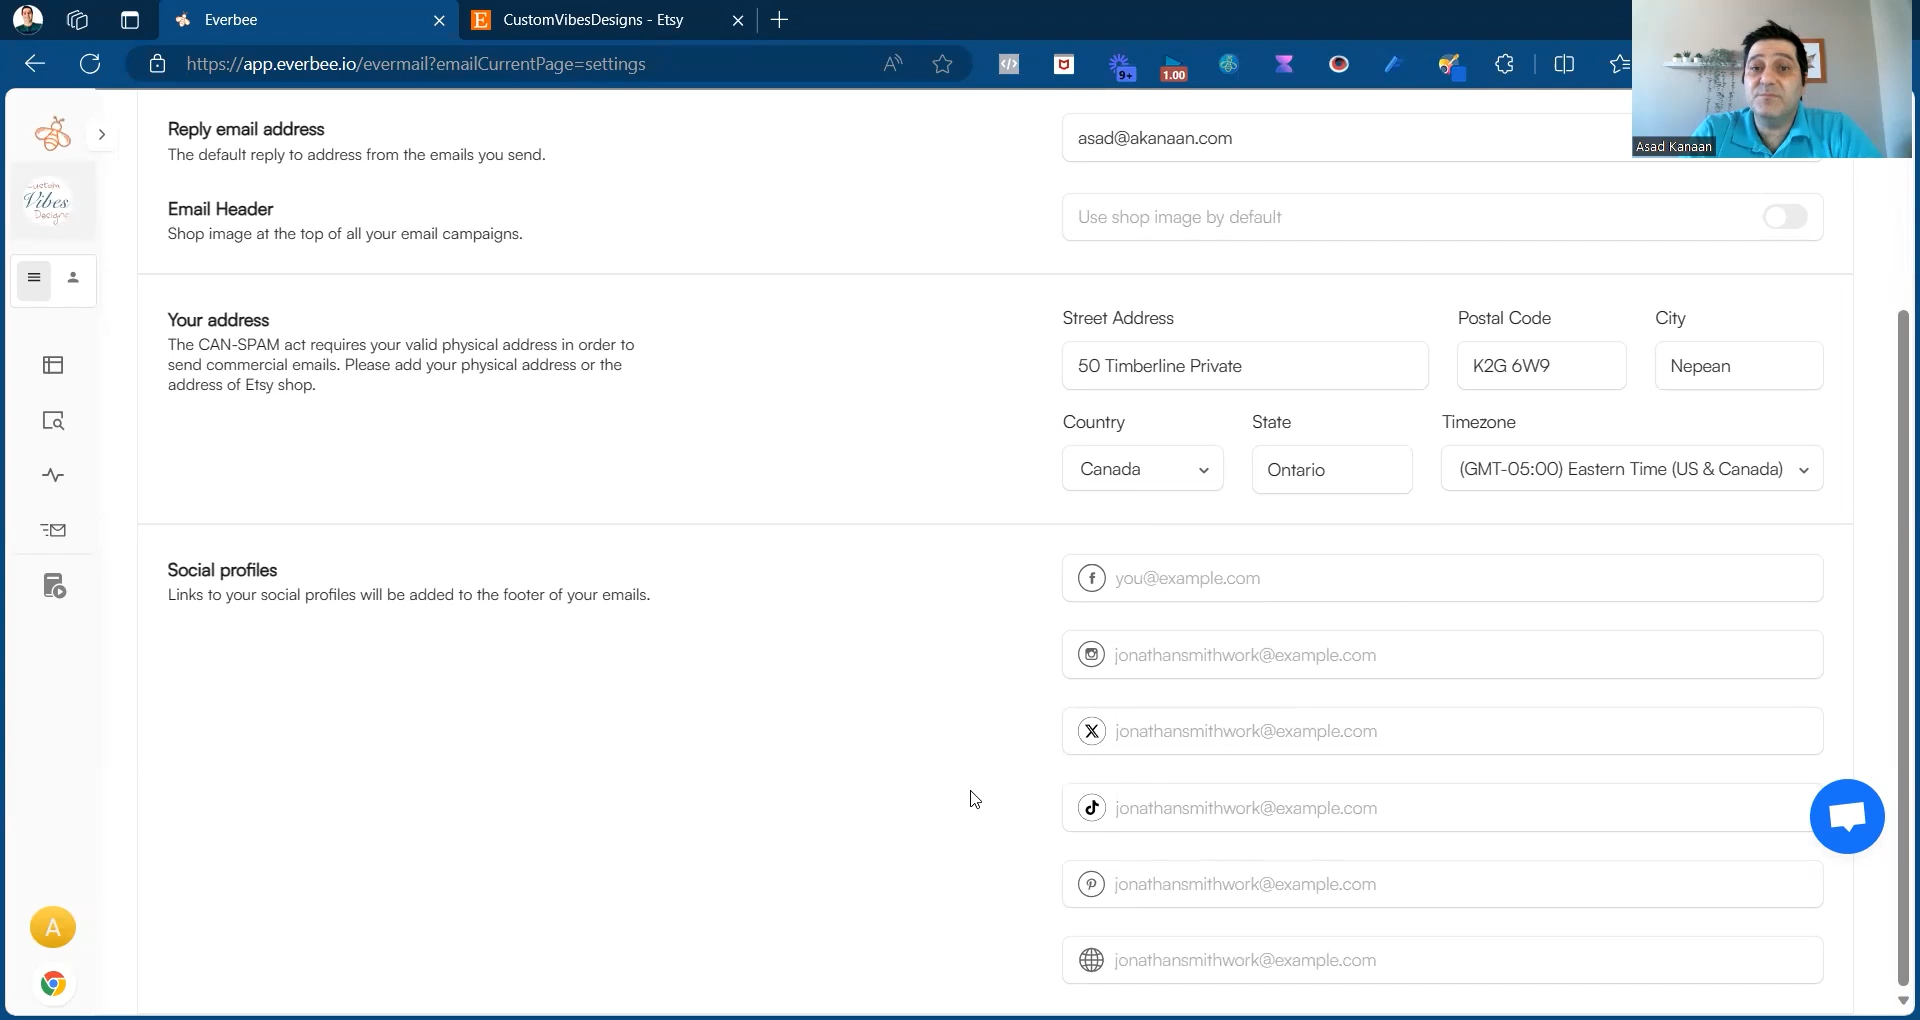 Everbee
CustomVibesDesigns - Etsy
https://app.everbee.io/evermail?emailCurrentPage=settings
9+
1.00
Asad Kanaan
Custom
Vibes
Designs
Reply email address
The default reply to address from the emails you send.
asad@akanaan.com
Email Header
Shop image at the top of all your email campaigns.
Use shop image by default
Your address
The CAN-SPAM act requires your valid physical address in order to
send commercial emails. Please add your physical address or the
address of Etsy shop.
Street Address
Postal Code
City
50 Timberline Private
K2G 6W9
Nepean
Country
State
Timezone
Canada
Ontario
(GMT-05:00) Eastern Time (US & Canada)
Social profiles
Links to your social profiles will be added to the footer of your emails.
you@example.com
jonathansmithwork@example.com
jonathansmithwork@example.com
jonathansmithwork@example.com
jonathansmithwork@example.com
jonathansmithwork@example.com
A